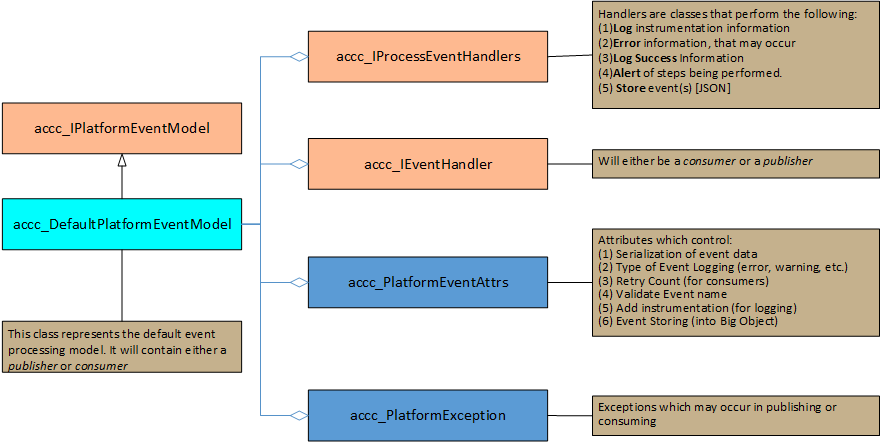 Handlers are classes that perform the following:
(1)Log instrumentation information
(2)Error information, that may occur
(3)Log Success Information
(4)Alert of steps being performed.
(5) Store event(s) [JSON]
accc_IProcessEventHandlers
accc_IPlatformEventModel
accc_IEventHandler
Will either be a consumer or a publisher
accc_DefaultPlatformEventModel
Attributes which control:
(1) Serialization of event data
(2) Type of Event Logging (error, warning, etc.)
(3) Retry Count (for consumers)
(4) Validate Event name
(5) Add instrumentation (for logging)
(6) Event Storing (into Big Object)
accc_PlatformEventAttrs
This class represents the default event
processing model. It will contain either a
publisher or consumer
accc_PlatformException
Exceptions which may occur in publishing or
consuming